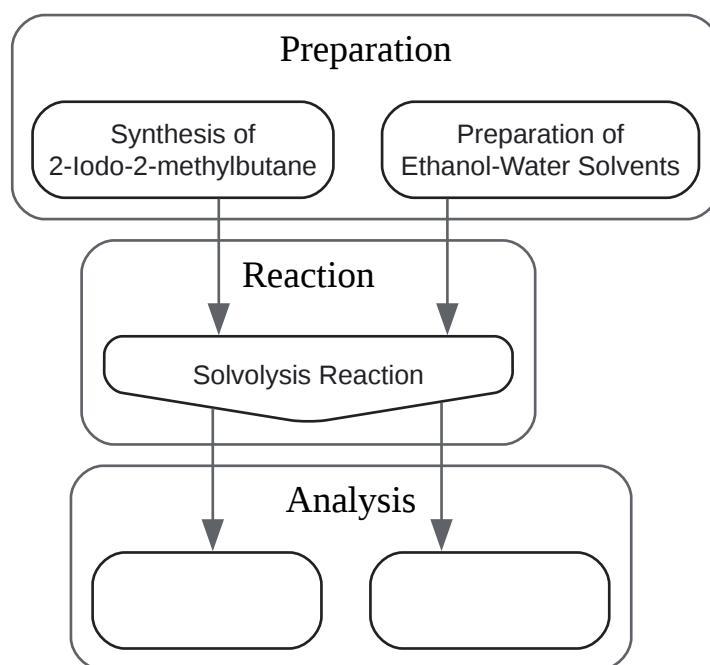 Preparation
Synthesis of
2-Iodo-2-methylbutane
Preparation of
Ethanol-Water Solvents
Reaction
Solvolysis Reaction
Analysis